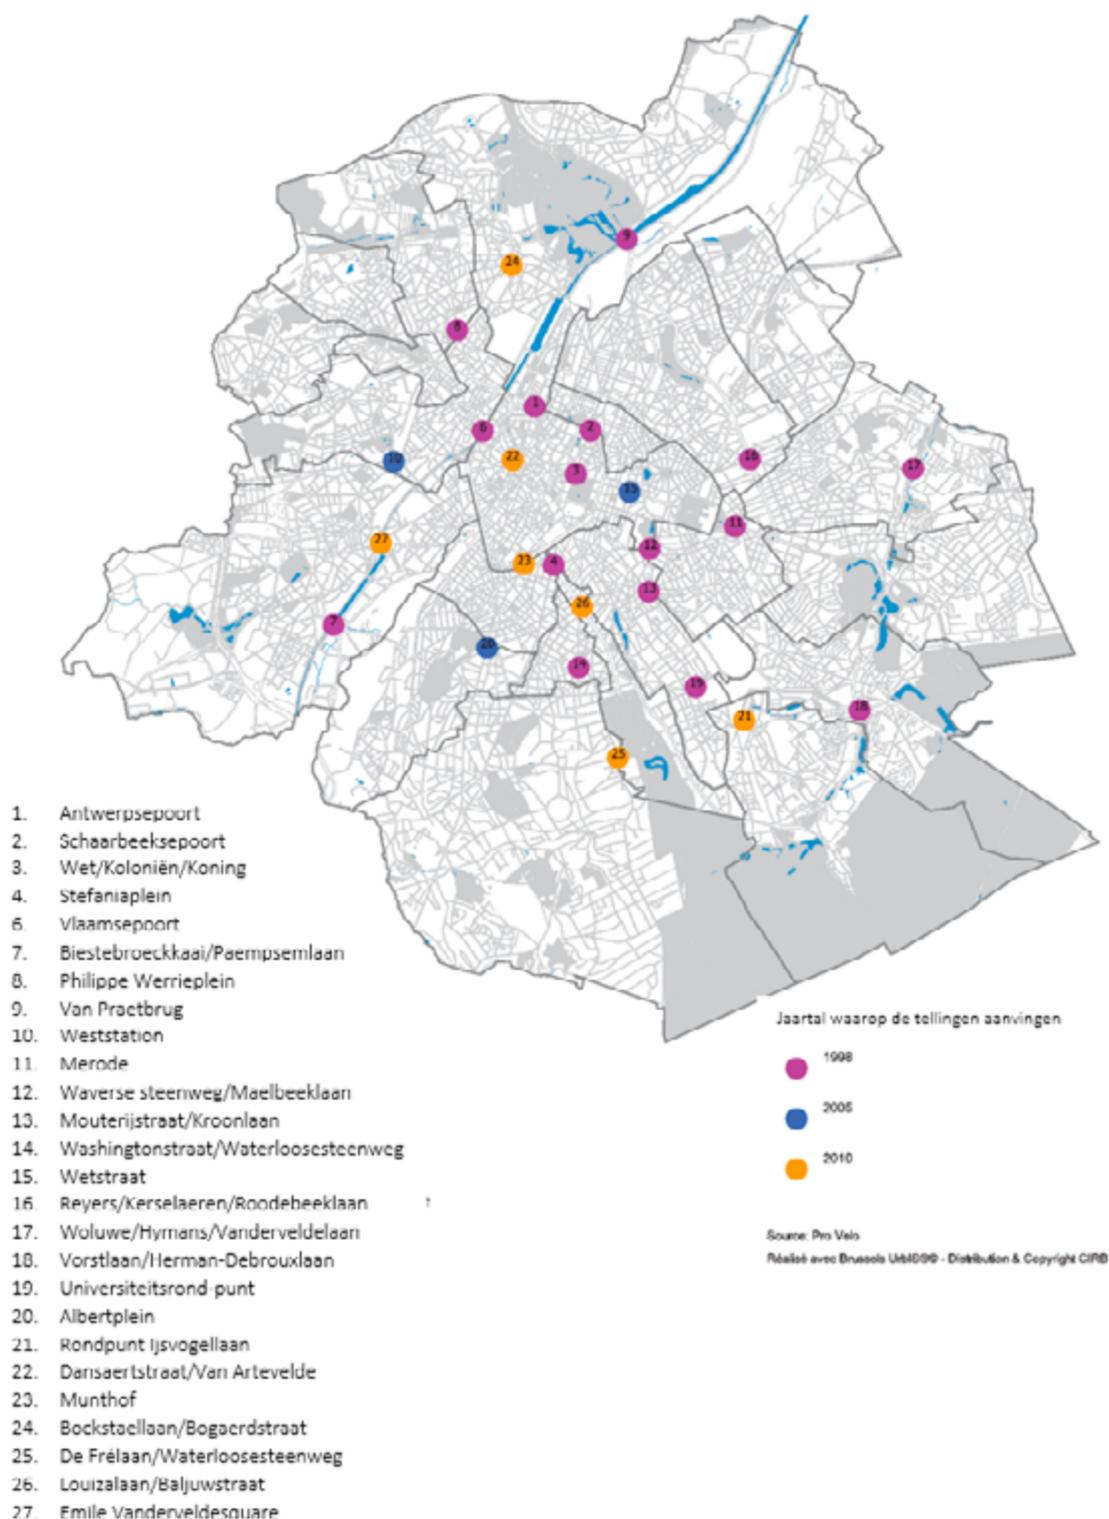 9
24
8
1
6
2
22
3
16
17
10
15
11
27
12
23
4
13
26
7
20
14
19
18
21
25
1. Antwerpsepoort
2. Schaarbeeksepoort
3. Wet/Koloniën/Koning
4. Stefaniaplein
6. Vlaamsepoort
7. Biestebroeckkaai/Paempsemlaan
8. Philippe Werrieplein
9. Van Praetbrug
10. Weststation
11. Merode
12. Waverse steenweg/Maelbeeklaan
13. Mouterijstraat/Kroonlaan
14. Washingtonstraat/Waterloosesteenweg
15. Wetstraat
16. Reyers/Kerselaeren/Roodebeeklaan
17. Woluwe/Hymans/Vanderveldelaan
18. Vorstlaan/Herman-Debrouxlaan
19. Universiteitsrond-punt
20. Albertplein
21. Rondpunt Ijsvogellaan
22. Dansaertstraat/Van Artevelde
23. Munthof
24. Bockstaellaan/Bogaerdstraat
25. De Frélaan/Waterloosesteenweg
26. Louizalaan/Baljuwstraat
27. Emile Vanderveldesquare
Jaartal waarop de tellingen aanvingen
1998
2005
2010
Source: Pro Velo
Réalisé avec Brussels UrbIS®© - Distribution & Copyright CIRB